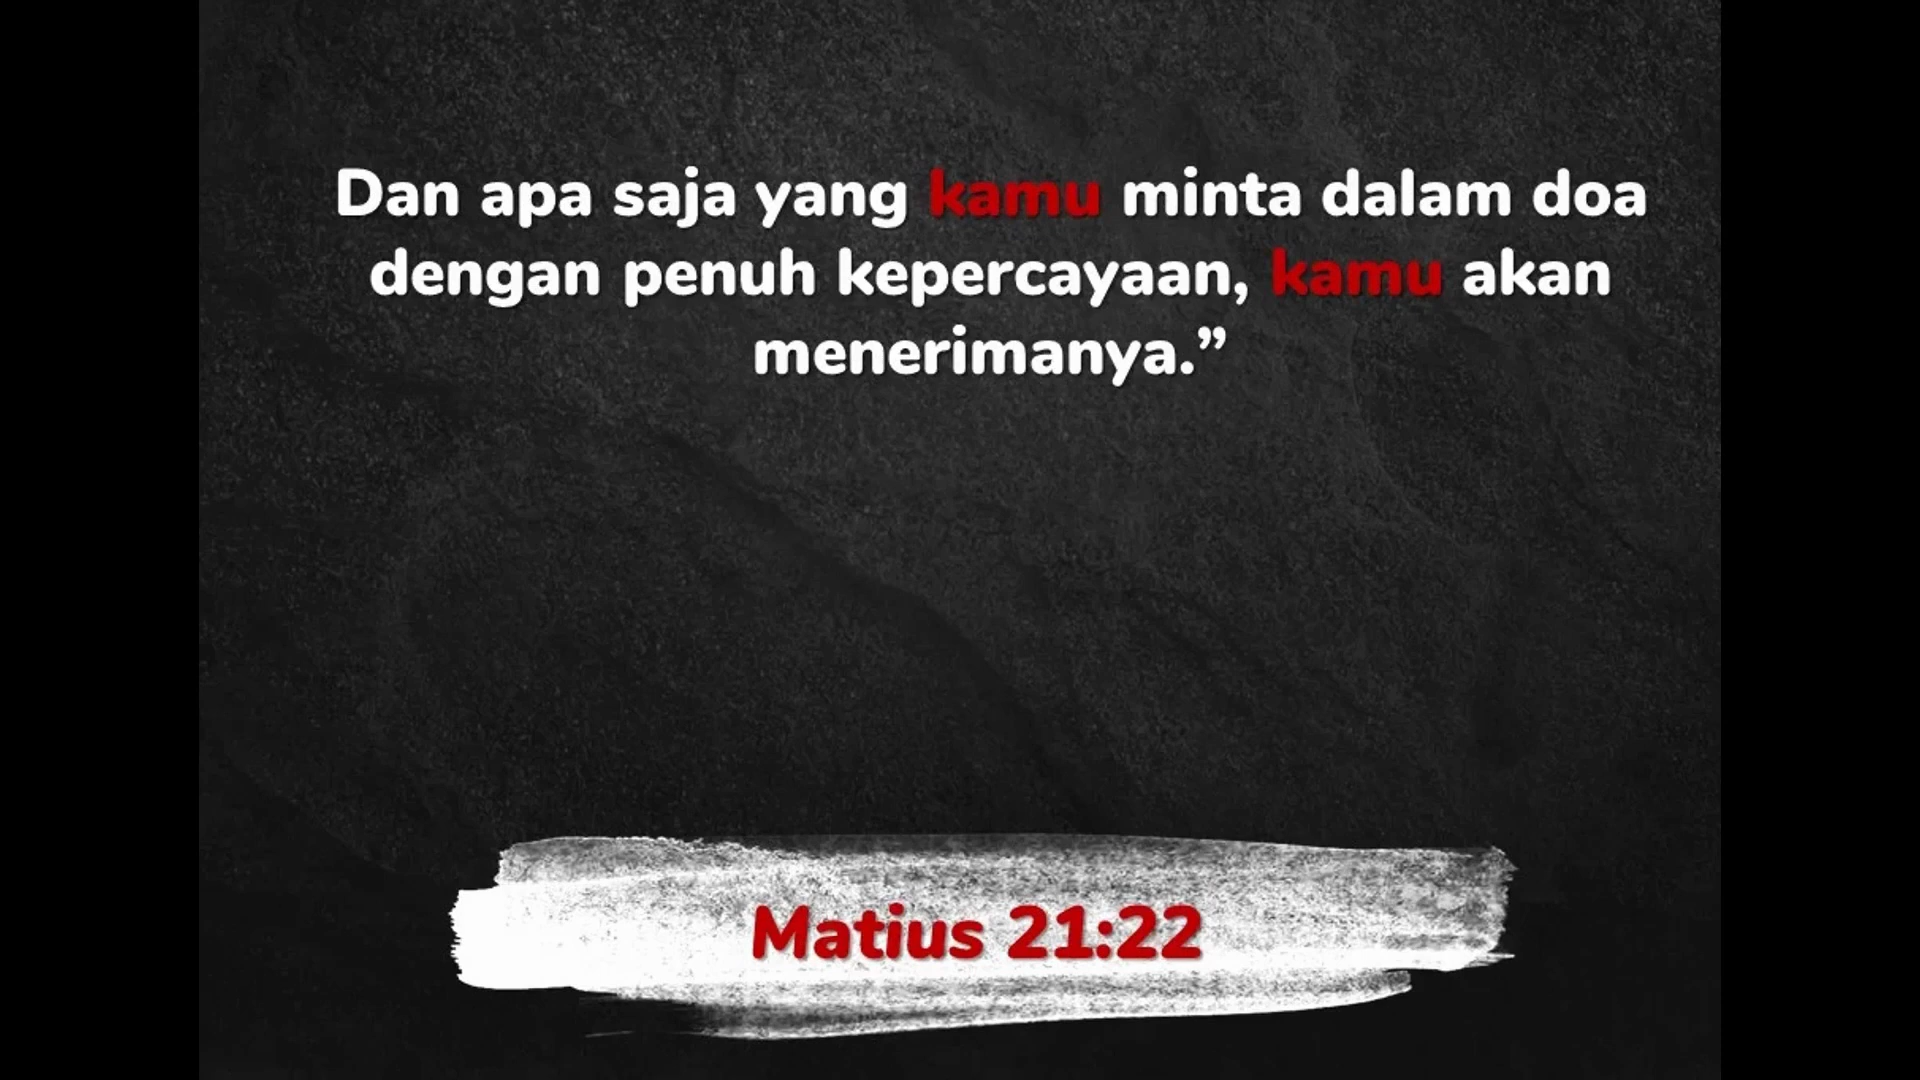 Dan apa saja yang kamu minta dalam doa
dengan penuh kepercayaan, kamu akan
menerimanya.”
Matius 21:22